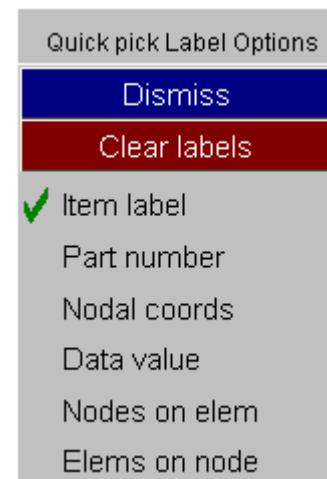 Quick pick Label Options
Dismiss
Clear labels
Item label
Part number
Nodal coords
Data value
Nodes on elem
Elems on node